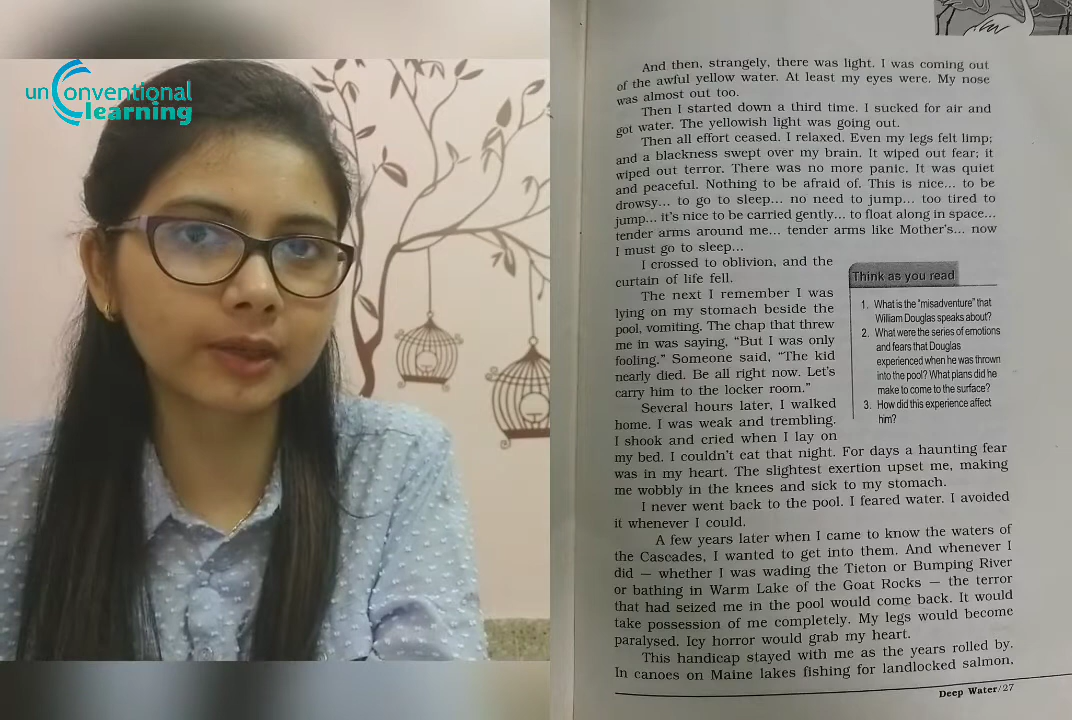 unConventional
learning
And then, strangely, there was light. I was coming out
of the awful yellow water. At least my eyes were. My nose
was almost out too.
Then I started down a third time. I sucked for air and
got water. The yellowish light was going out.
Then all effort ceased. I relaxed. Even my legs felt limp;
and a blackness swept over my brain. It wiped out fear; it
wiped out terror. There was no more panic. It was quiet
and peaceful. Nothing to be afraid of. This is nice... to be
drowsy... to go to sleep... no need to jump... too tired to
jump... it's nice to be carried gently... to float along in space...
tender arms around me... tender arms like Mother's... now
I must go to sleep...
I crossed to oblivion, and the
curtain of life fell.
The next I remember I was
lying on my stomach beside the
pool, vomiting. The chap that threw
me in was saying, “But I was only
fooling.” Someone said, “The kid
nearly died. Be all right now. Let's
carry him to the locker room.”
Several hours later, I walked
home. I was weak and trembling.
I shook and cried when I lay on
my bed. I couldn't eat that night. For days a haunting fear
was in my heart. The slightest exertion upset me, making
me wobbly in the knees and sick to my stomach.
I never went back to the pool. I feared water. I avoided
it whenever I could.
A few years later when I came to know the waters of
the Cascades, I wanted to get into them. And whenever I
did — whether I was wading the Tieton or Bumping River
or bathing in Warm Lake of the Goat Rocks — the terror
that had seized me in the pool would come back. It would
take possession of me completely. My legs would become
paralysed. Icy horror would grab my heart.
This handicap stayed with me as the years rolled by.
In canoes on Maine lakes fishing for landlocked salmon,
Think as you read
1. What is the “misadventure” that
William Douglas speaks about?
2. What were the series of emotions
and fears that Douglas
experienced when he was thrown
into the pool? What plans did he
make to come to the surface?
3. How did this experience affect
him?
Deep Water/27